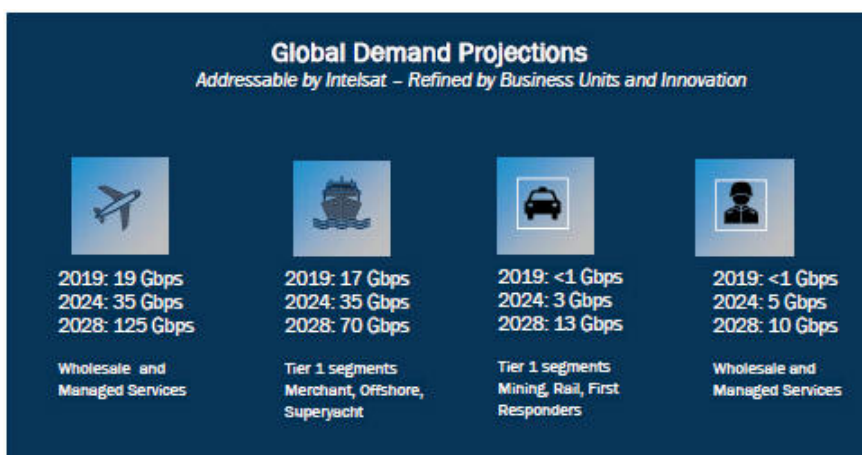 Global Demand Projections
Addressable by Intelsat – Refined by Business Units and Innovation
2019: 19 Gbps
2024: 35 Gbps
2028: 125 Gbps
Wholesale and
Managed Services
2019: 17 Gbps
2024: 35 Gbps
2028: 70 Gbps
Tier 1 segments
Merchant, Offshore,
Superyacht
2019: <1 Gbps
2024: 3 Gbps
2028: 13 Gbps
Tier 1 segments
Mining, Rail, First
Responders
2019: <1 Gbps
2024: 5 Gbps
2028: 10 Gbps
Wholesale and
Managed Services